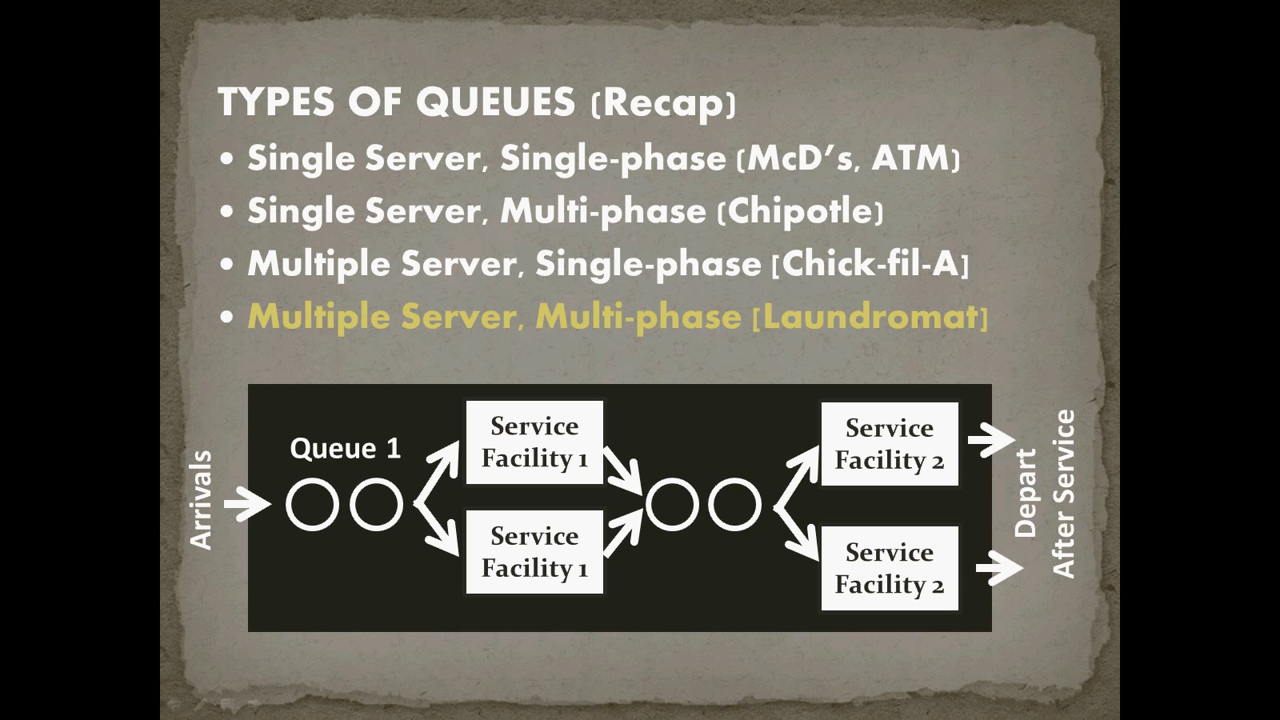 TYPES OF QUEUES (Recap)
• Single Server, Single-phase (McD's, ATM)
• Single Server, Multi-phase (Chipotle)
• Multiple Server, Single-phase [Chick-fil-A]
• Multiple Server, Multi-phase [Laundromat]
Arrivals
Queue 1
Service
Facility 1
Service
Facility 1
Service
Facility 2
Service
Facility 2
Depart
After Service